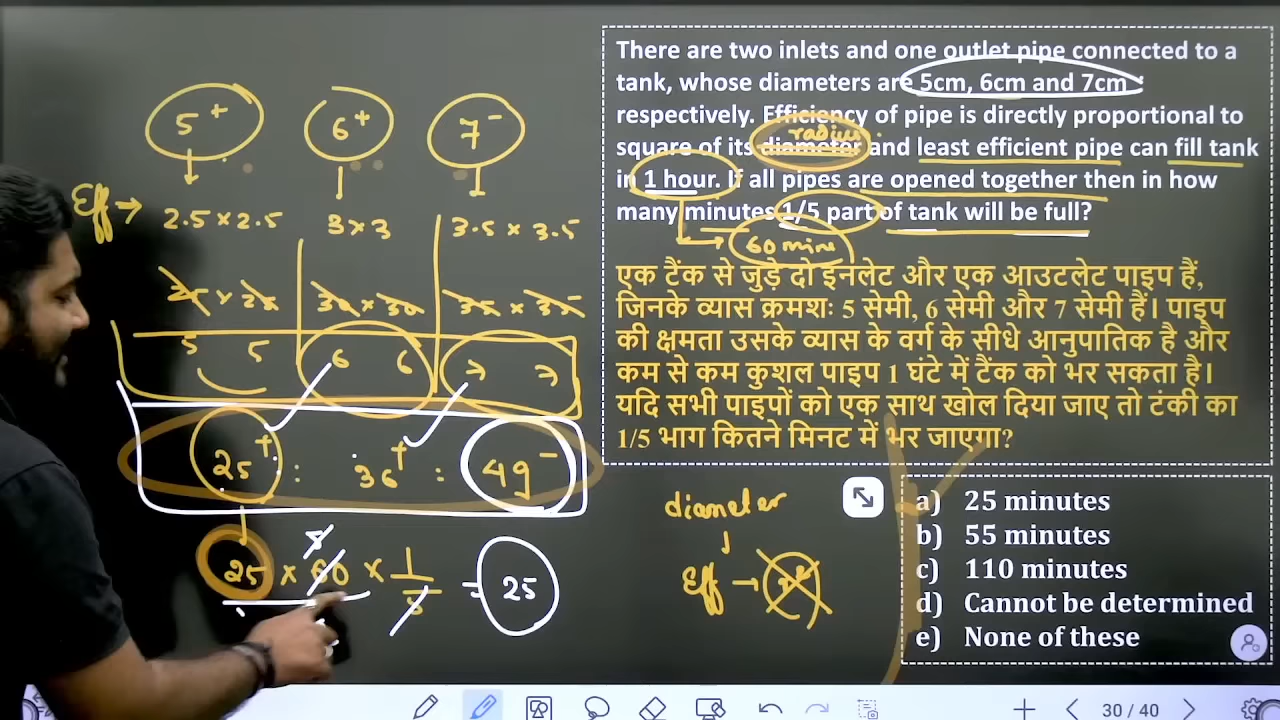 There are two inlets and one outlet pipe connected to a
tank, whose diameters are 5cm, 6cm and 7cm
respectively. Efficiency of pipe is directly proportional to
radius
square of its diameter and least efficient pipe can fill tank
in 1 hour. If all pipes are opened together then in how
many minutes 1/5 part of tank will be full?
60 mins
एक टैंक से जुड़े दो इनलेट और एक आउटलेट पाइप हैं,
जिनके व्यास क्रमशः 5 सेमी, 6 सेमी और 7 सेमी हैं। पाइप
की क्षमता उसके व्यास के वर्ग के सीधे आनुपातिक है और
कम से कम कुशल पाइप 1 घंटे में टैंक को भर सकता है।
यदि सभी पाइपों को एक साथ खोल दिया जाए तो टंकी का
1/5 भाग कितने मिनट में भर जाएगा?
5+ 6+ 7-
Eff → 2.5 × 2.5 3 × 3 3.5 × 3.5
25 × 25 30 × 30 35 × 35
5 5 6 6 7 7
25+ : 36+ : 49-
25 × 60 × 1/5 = 25
diameter
Eff →
a) 25 minutes
b) 55 minutes
c) 110 minutes
d) Cannot be determined
e) None of these
30 / 40